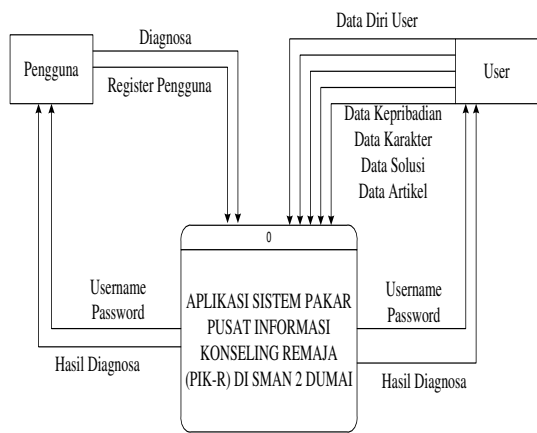 Data Diri User
Diagnosa
Pengguna
Register Pengguna
User
Data Kepribadian
Data Karakter
Data Solusi
Data Artikel
0
APLIKASI SISTEM PAKAR
PUSAT INFORMASI
KONSELING REMAJA
(PIK-R) DI SMAN 2 DUMAI
Username
Password
Hasil Diagnosa
Username
Password
Hasil Diagnosa